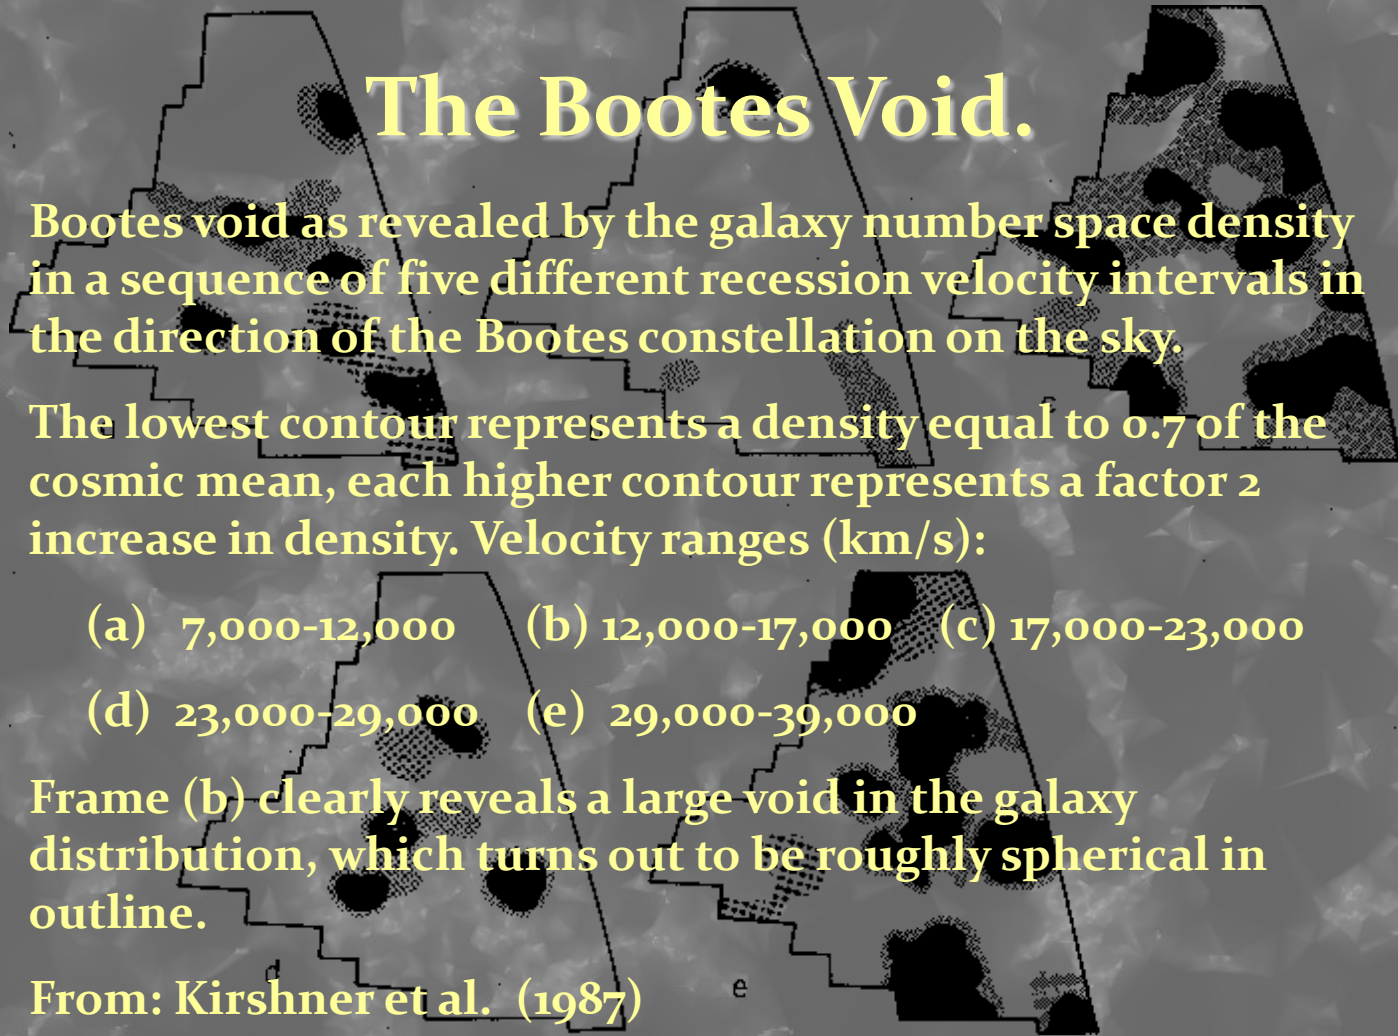 The Bootes Void.
Bootes void as revealed by the galaxy number space density
in a sequence of five different recession velocity intervals in
the direction of the Bootes constellation on the sky.
The lowest contour represents a density equal to 0.7 of the
cosmic mean, each higher contour represents a factor 2
increase in density. Velocity ranges (km/s):
(a) 7,000-12,000 (b) 12,000-17,000 (c) 17,000-23,000
(d) 23,000-29,000 (e) 29,000-39,000
Frame (b) clearly reveals a large void in the galaxy
distribution, which turns out to be roughly spherical in
outline.
d
e
From: Kirshner et al. (1987)